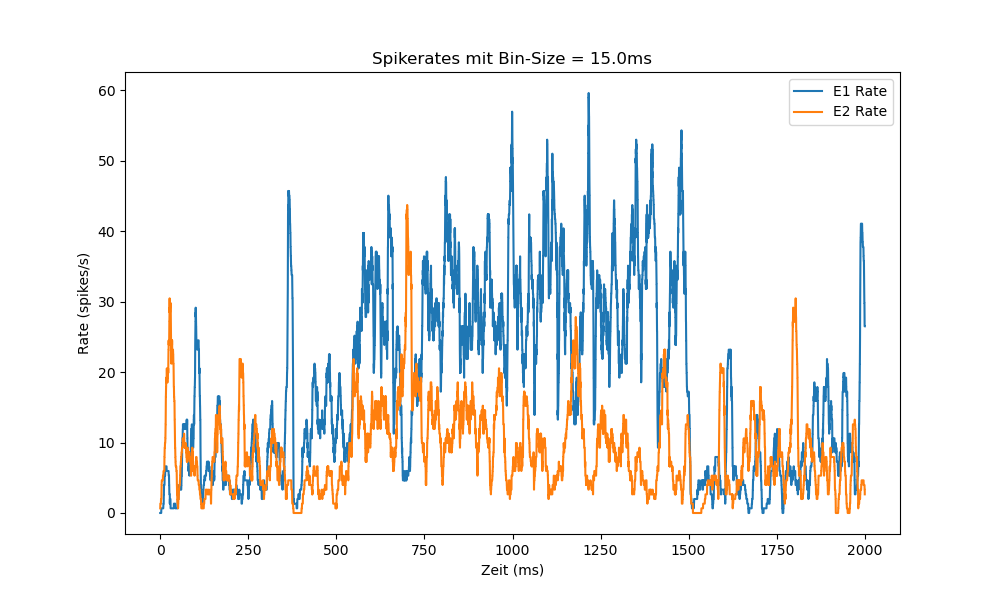 Spikerates mit Bin-Size = 15.0ms
E1 Rate
E2 Rate
Rate (spikes/s)
60
50
40
30
20
10
0
0 250 500 750 1000 1250 1500 1750 2000
Zeit (ms)